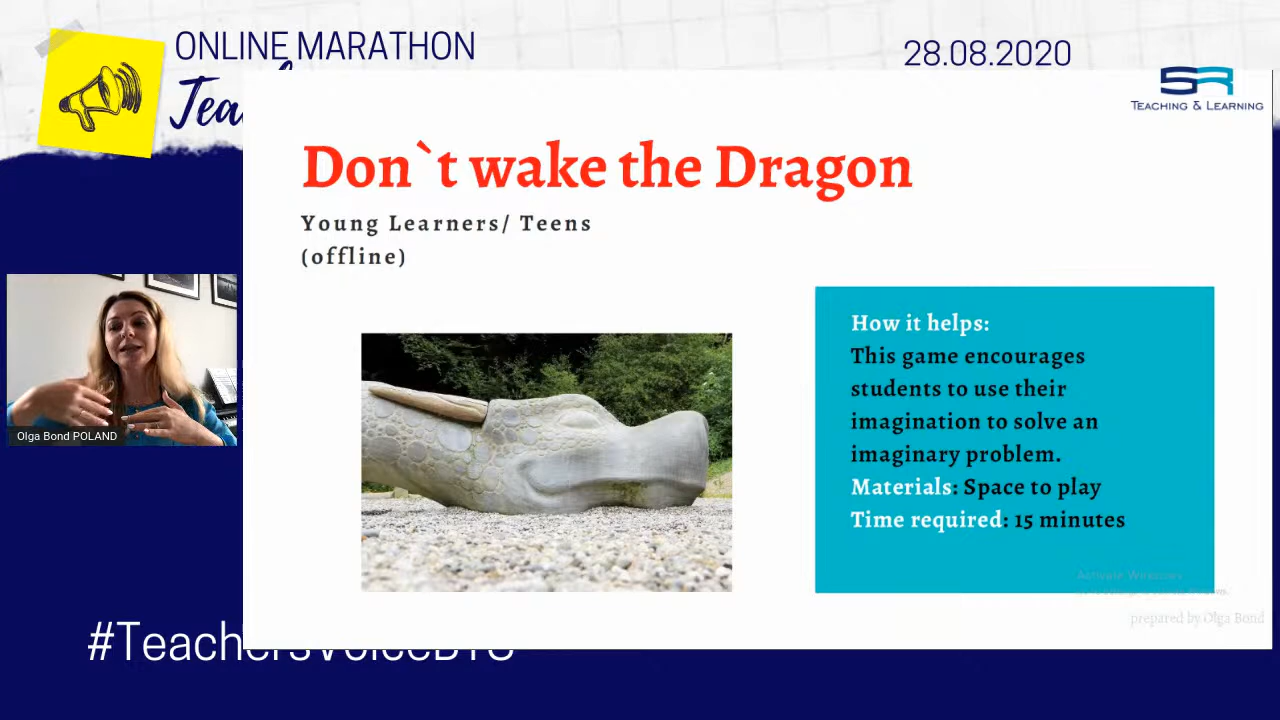 ONLINE MARATHON
28.08.2020
TEACHING & LEARNING
Don`t wake the Dragon
Young Learners/ Teens
(offline)
How it helps:
This game encourages
students to use their
imagination to solve an
imaginary problem.
Materials: Space to play
Time required: 15 minutes
Olga Bond POLAND
Activate Windows
prepared by Olga Bond